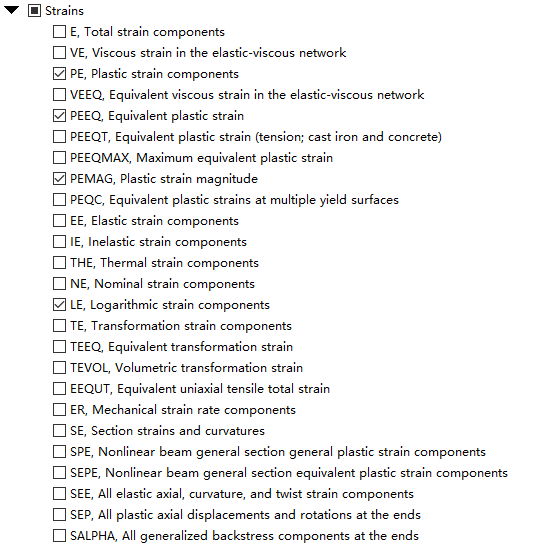 Strains
E, Total strain components
VE, Viscous strain in the elastic-viscous network
PE, Plastic strain components
VEEQ, Equivalent viscous strain in the elastic-viscous network
PEEQ, Equivalent plastic strain
PEEQT, Equivalent plastic strain (tension; cast iron and concrete)
PEEQMAX, Maximum equivalent plastic strain
PEMAG, Plastic strain magnitude
PEQC, Equivalent plastic strains at multiple yield surfaces
EE, Elastic strain components
IE, Inelastic strain components
THE, Thermal strain components
NE, Nominal strain components
LE, Logarithmic strain components
TE, Transformation strain components
TEEQ, Equivalent transformation strain
TEVOL, Volumetric transformation strain
EEQUT, Equivalent uniaxial tensile total strain
ER, Mechanical strain rate components
SE, Section strains and curvatures
SPE, Nonlinear beam general section general plastic strain components
SEPE, Nonlinear beam general section equivalent plastic strain components
SEE, All elastic axial, curvature, and twist strain components
SEP, All plastic axial displacements and rotations at the ends
SALPHA, All generalized backstress components at the ends